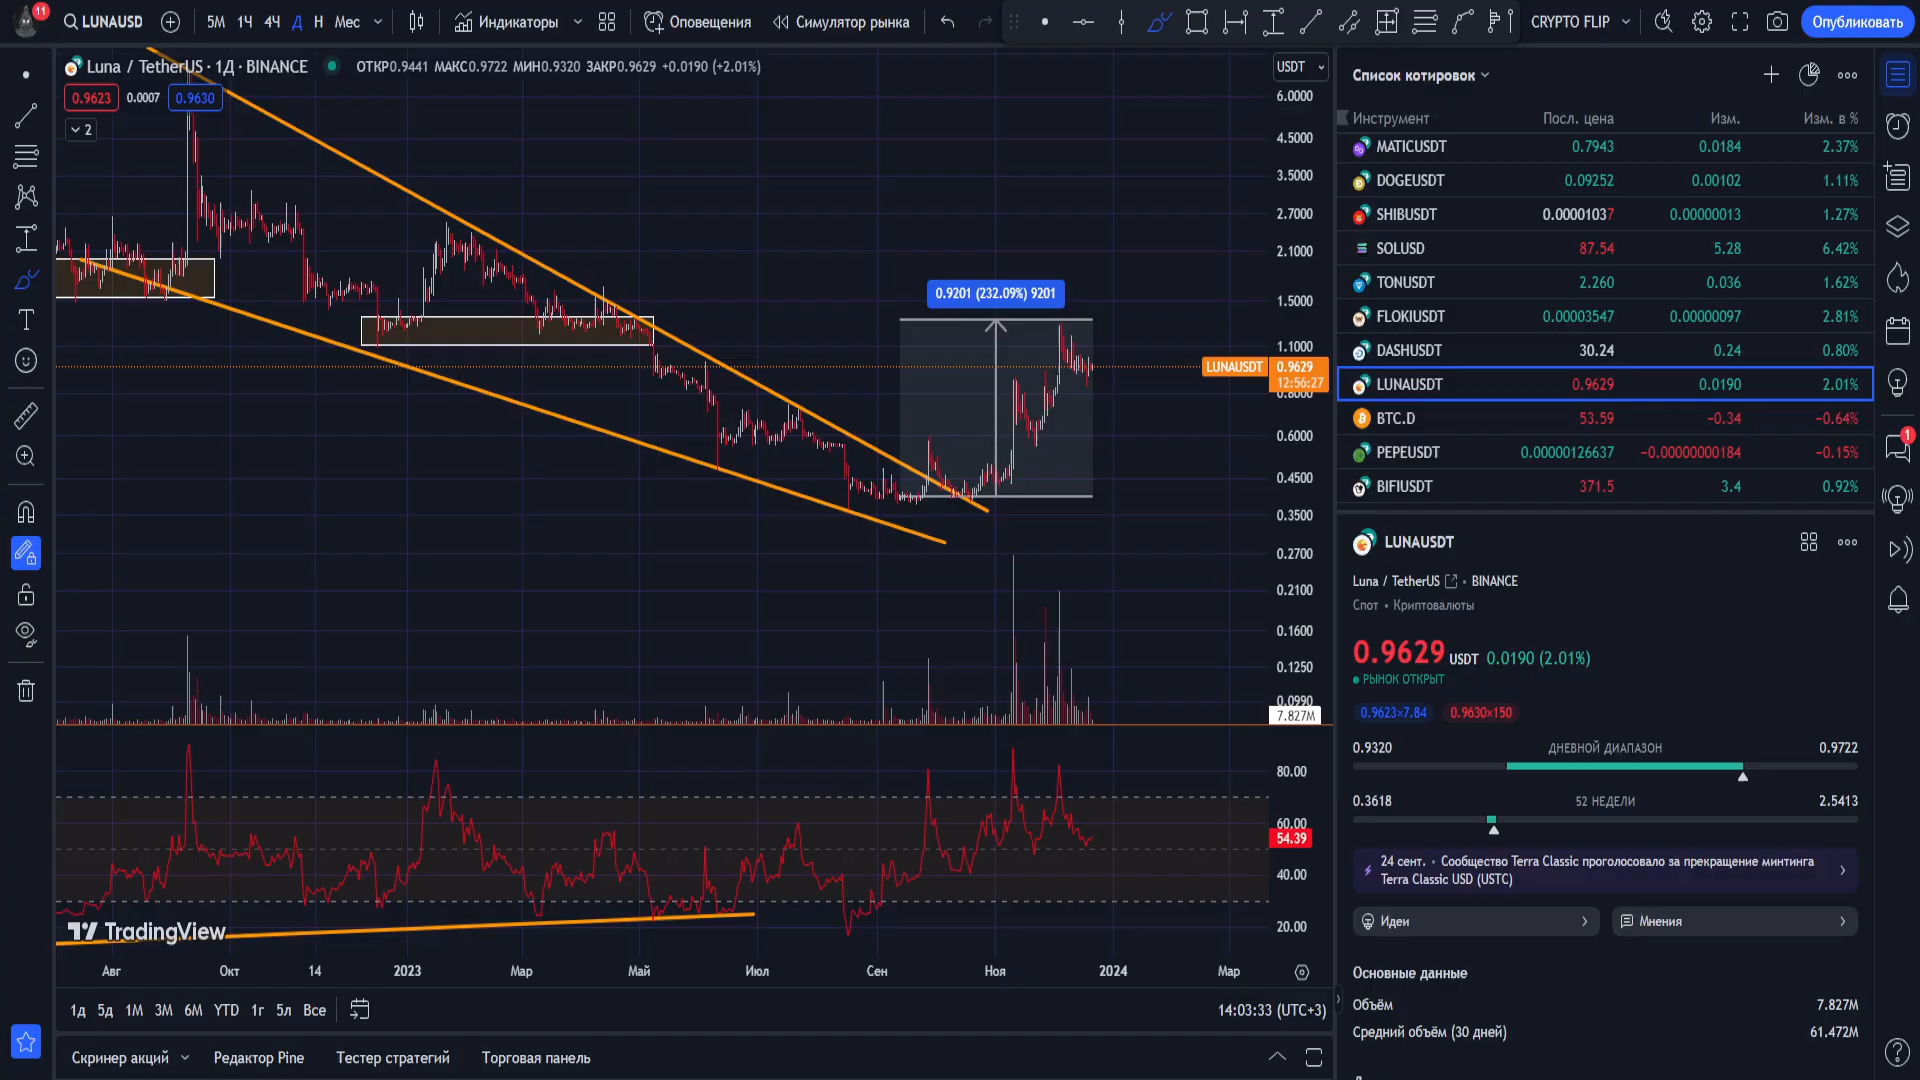 11
LUNAUSD
5М 1Ч 4Ч Д Н Мес
Индикаторы
Оповещения
Симулятор рынка
CRYPTO FLIP
Опубликовать
Luna / TetherUS · 1Д · BINANCE
ОТКР0.9441 МАКС0.9722 МИН0.9320 ЗАКР0.9629 +0.0190 (+2.01%)
0.9623 0.0007 0.9630
2
USDT
6.0000
4.5000
3.5000
2.7000
2.1000
1.5000
1.1000
LUNAUSDT 0.9629
12:56:27
0.8000
0.6000
0.4500
0.3500
0.2700
0.2100
0.1600
0.1250
0.0990
7.827M
0.9201 (232.09%) 9201
80.00
60.00
54.39
40.00
20.00
TradingView
Авг Окт 14 2023 Мар Май Июл Сен Ноя 2024 Мар
1д 5д 1М 3М 6М YTD 1г 5л Все
14:03:33 (UTC+3)
Скринер акций Редактор Pine Тестер стратегий Торговая панель
Список котировок
Инструмент Посл. цена Изм. Изм. в %
MATICUSDT 0.7943 0.0184 2.37%
DOGEUSDT 0.09252 0.00102 1.11%
SHIBUSDT 0.00001037 0.00000013 1.27%
SOLUSD 87.54 5.28 6.42%
TONUSDT 2.260 0.036 1.62%
FLOKIUSDT 0.00003547 0.00000097 2.81%
DASHUSDT 30.24 0.24 0.80%
LUNAUSDT 0.9629 0.0190 2.01%
BTC.D 53.59 −0.34 −0.64%
PEPEUSDT 0.00000126637 −0.00000000184 −0.15%
BIFIUSDT 371.5 3.4 0.92%
LUNAUSDT
Luna / TetherUS • BINANCE
Спот • Криптовалюты
0.9629 USDT 0.0190 (2.01%)
РЫНОК ОТКРЫТ
0.9623×7.84 0.9630×150
0.9320 ДНЕВНОЙ ДИАПАЗОН 0.9722
0.3618 52 НЕДЕЛИ 2.5413
24 сент. • Сообщество Terra Classic проголосовало за прекращение минтинга
Terra Classic USD (USTC)
Идеи
Мнения
Основные данные
Объём 7.827M
Средний объём (30 дней) 61.472M
1